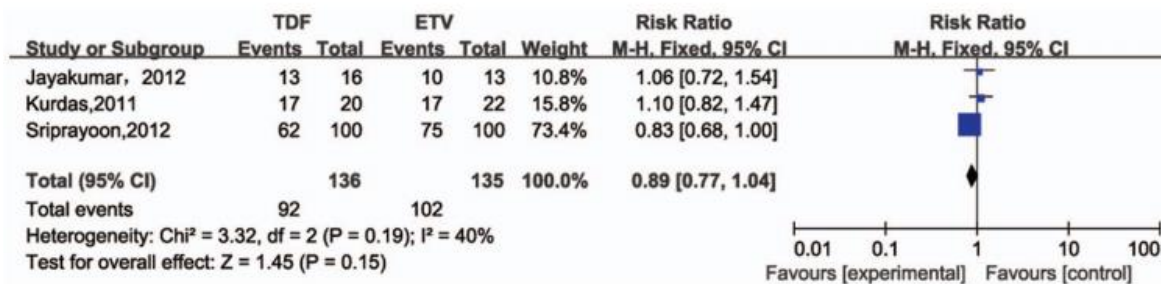 TDF ETV Risk Ratio Risk Ratio
Study or Subgroup Events Total Events Total Weight M-H, Fixed, 95% CI M-H, Fixed, 95% CI
Jayakumar, 2012 13 16 10 13 10.8% 1.06 [0.72, 1.54]
Kurdas,2011 17 20 17 22 15.8% 1.10 [0.82, 1.47]
Sriprayoon,2012 62 100 75 100 73.4% 0.83 [0.68, 1.00]
Total (95% CI) 136 135 100.0% 0.89 [0.77, 1.04]
Total events 92 102
Heterogeneity: Chi² = 3.32, df = 2 (P = 0.19); I² = 40%
Test for overall effect: Z = 1.45 (P = 0.15)
0.01 0.1 1 10 100
Favours [experimental] Favours [control]